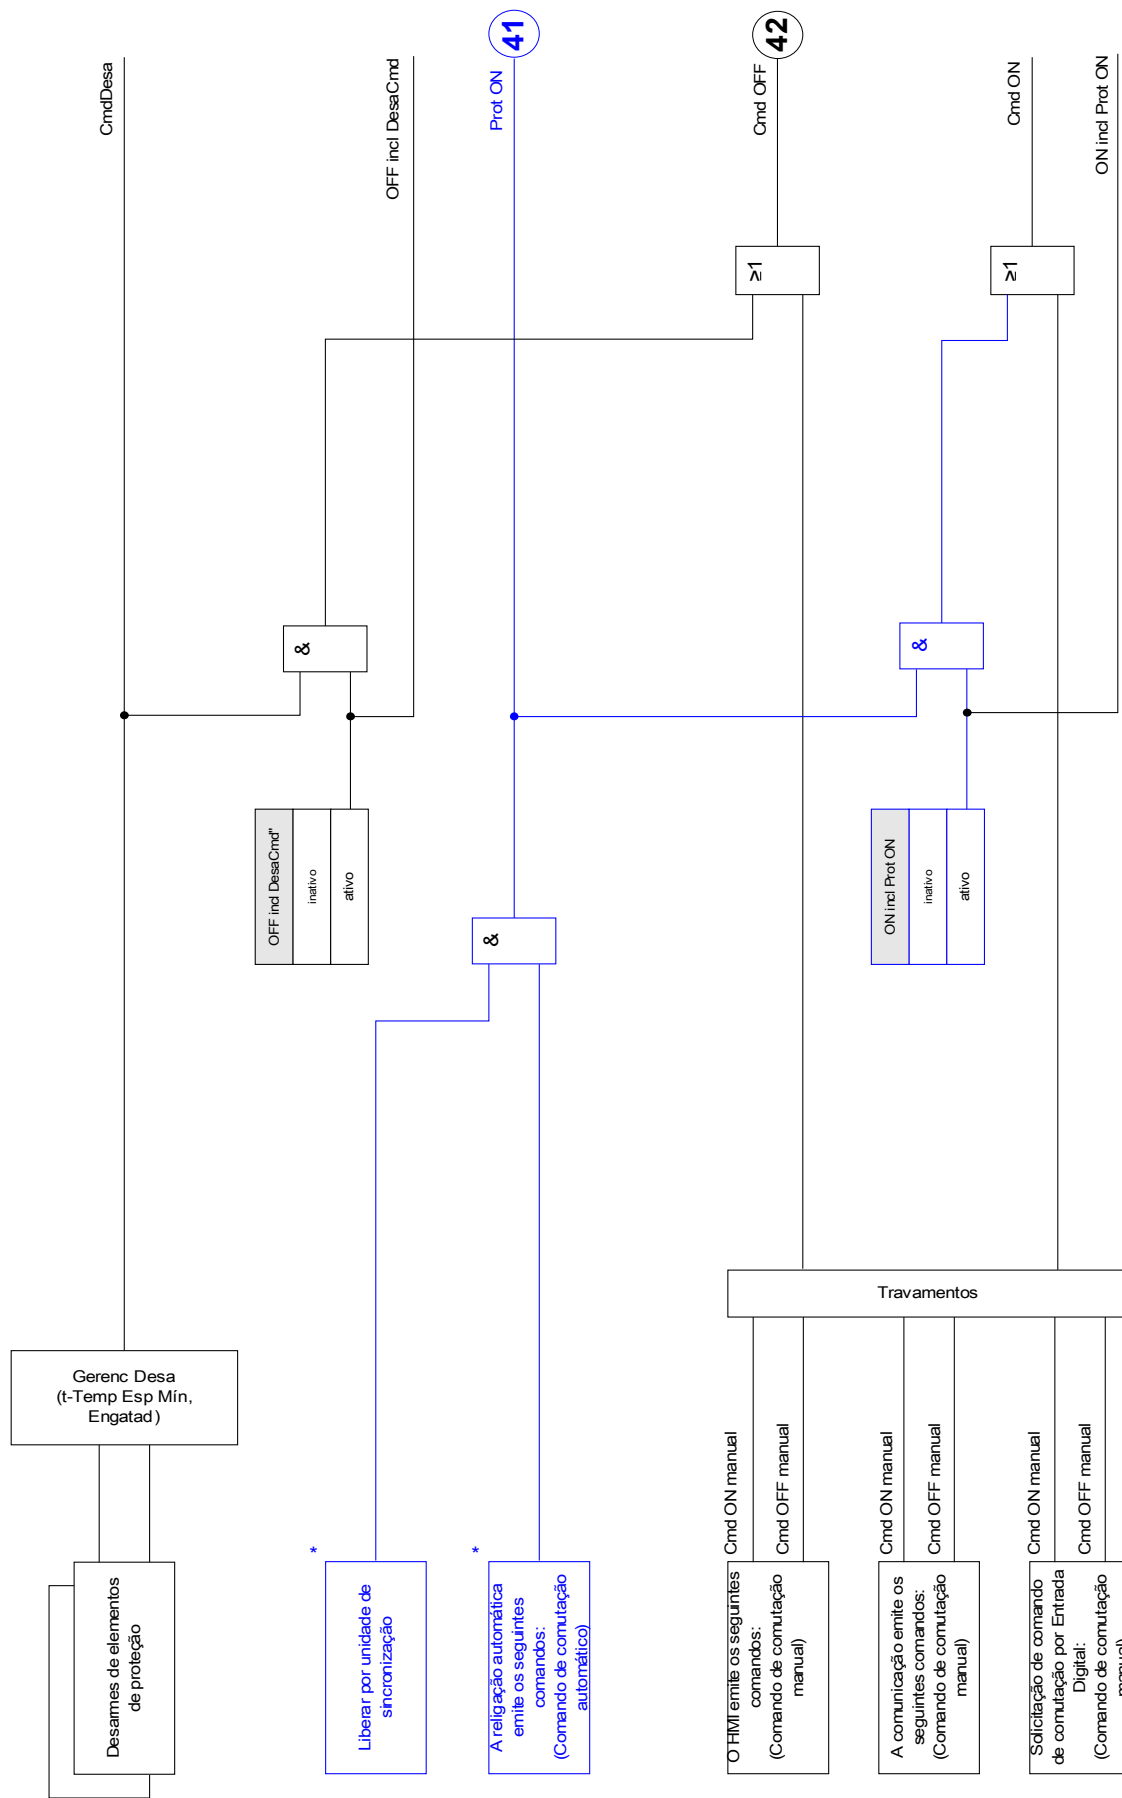 CmdDesa
OFF incl DesaCmd
Prot ON
41
Cmd OFF
42
Cmd ON
ON incl Prot ON
≥1
≥1
&
&
OFF incl DesaCmd"
inativo
ativo
ON incl Prot ON
inativo
ativo
&
Gerenc Desa
(t-Temp Esp Mín,
Engatad)
Travamentos
Desarmes de elementos
de proteção
*
Liberar por unidade de
sincronização
*
A religação automática
emite os seguintes
comandos:
(Comando de comutação
automático)
Cmd ON manual
Cmd OFF manual
O HMI emite os seguintes
comandos:
(Comando de comutação
manual)
Cmd ON manual
Cmd OFF manual
A comunicação emite os
seguintes comandos:
(Comando de comutação
manual)
Cmd ON manual
Cmd OFF manual
Solicitação de comando
de comutação por Entrada
Digital:
(Comando de comutação
manual)